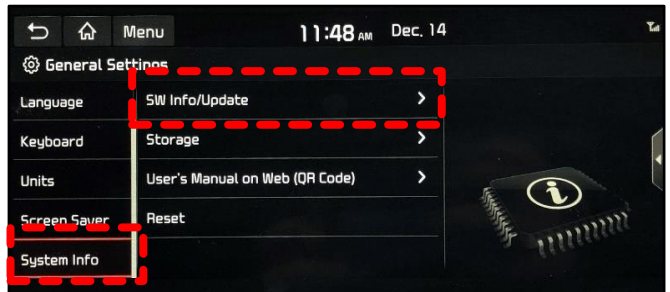 Menu 11:48 AM Dec. 14
General Settings
Language
SW Info/Update
Keyboard
Storage
Units
User's Manual on Web (QR Code)
Screen Saver
Reset
System Info